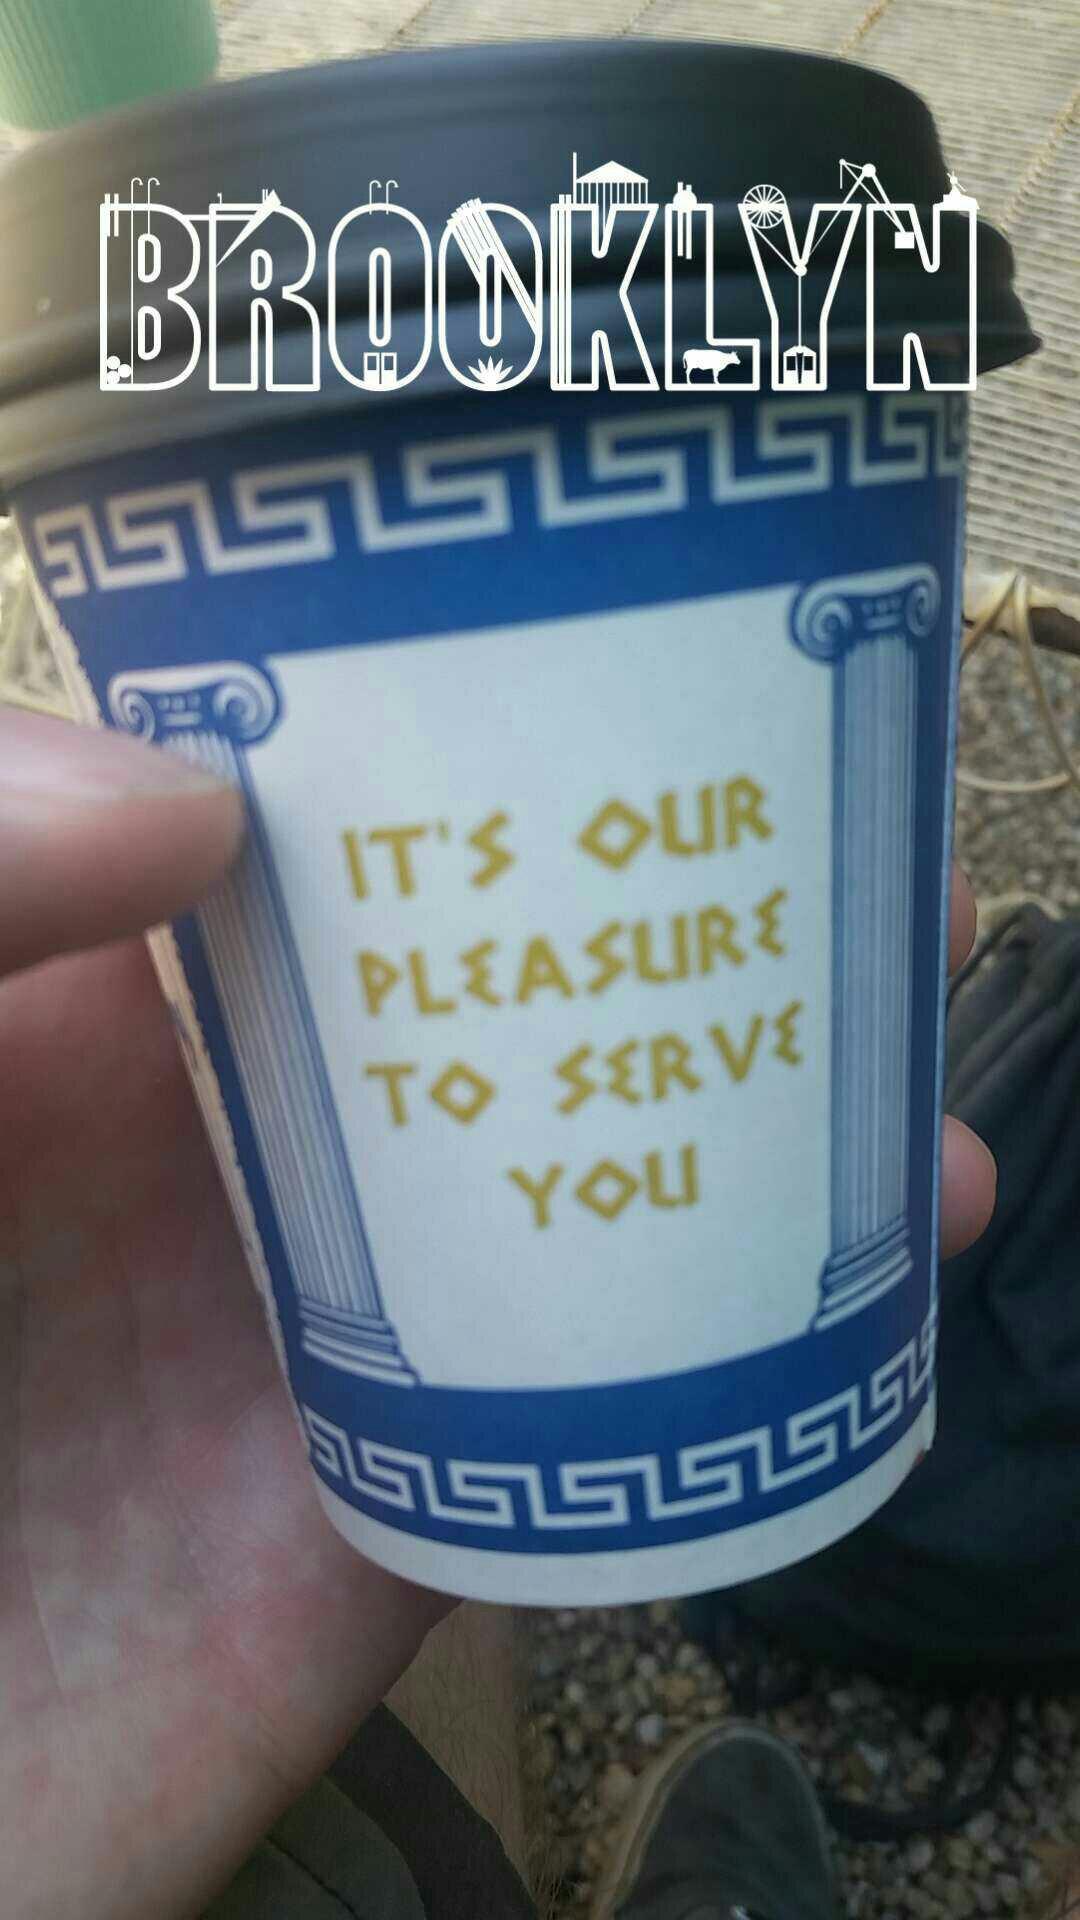 BROOKLYN
IT'S OUR
PLEASURE
TO SERVE
YOU